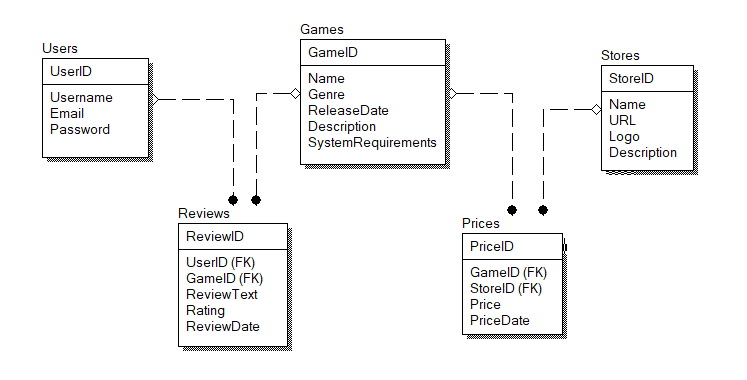 Users
UserID
Username
Email
Password
Games
GameID
Name
Genre
ReleaseDate
Description
SystemRequirements
Stores
StoreID
Name
URL
Logo
Description
Reviews
ReviewID
UserID (FK)
GameID (FK)
ReviewText
Rating
ReviewDate
Prices
PriceID
GameID (FK)
StoreID (FK)
Price
PriceDate